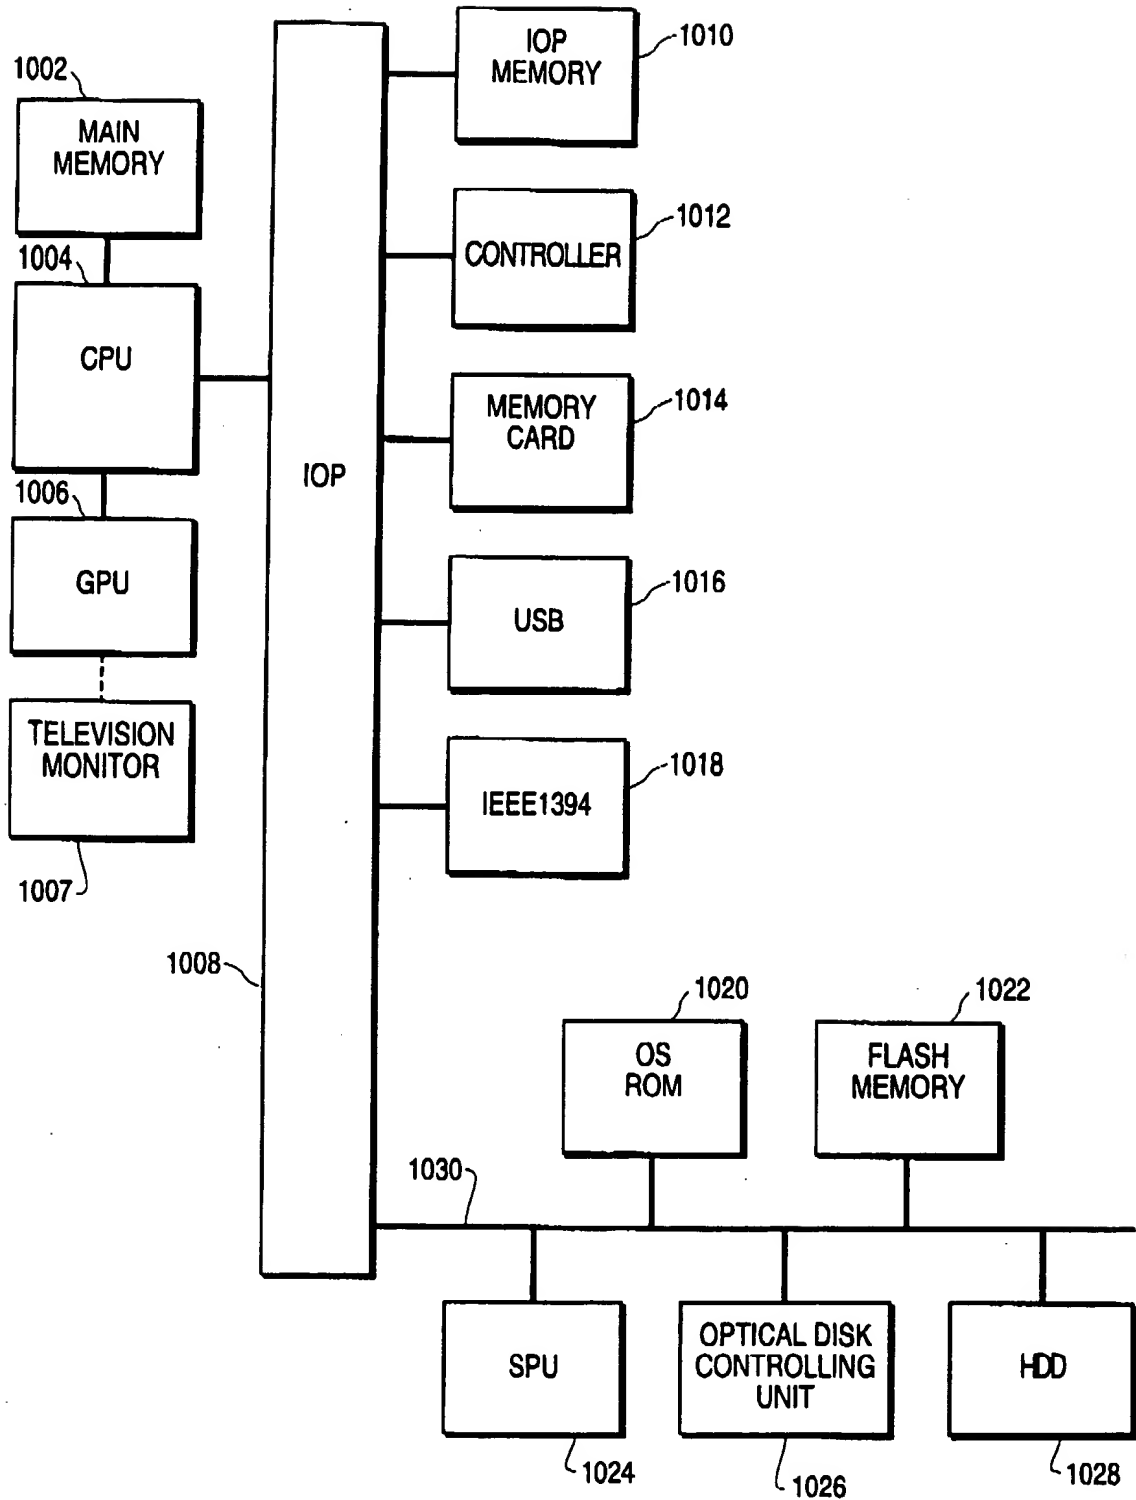 1002
MAIN
MEMORY
1004
CPU
1006
GPU
TELEVISION
MONITOR
1007
IOP
1008
IOP
MEMORY
1010
CONTROLLER
1012
MEMORY
CARD
1014
USB
1016
IEEE1394
1018
1020
OS
ROM
1022
FLASH
MEMORY
1030
SPU
1024
OPTICAL DISK
CONTROLLING
UNIT
1026
HDD
1028